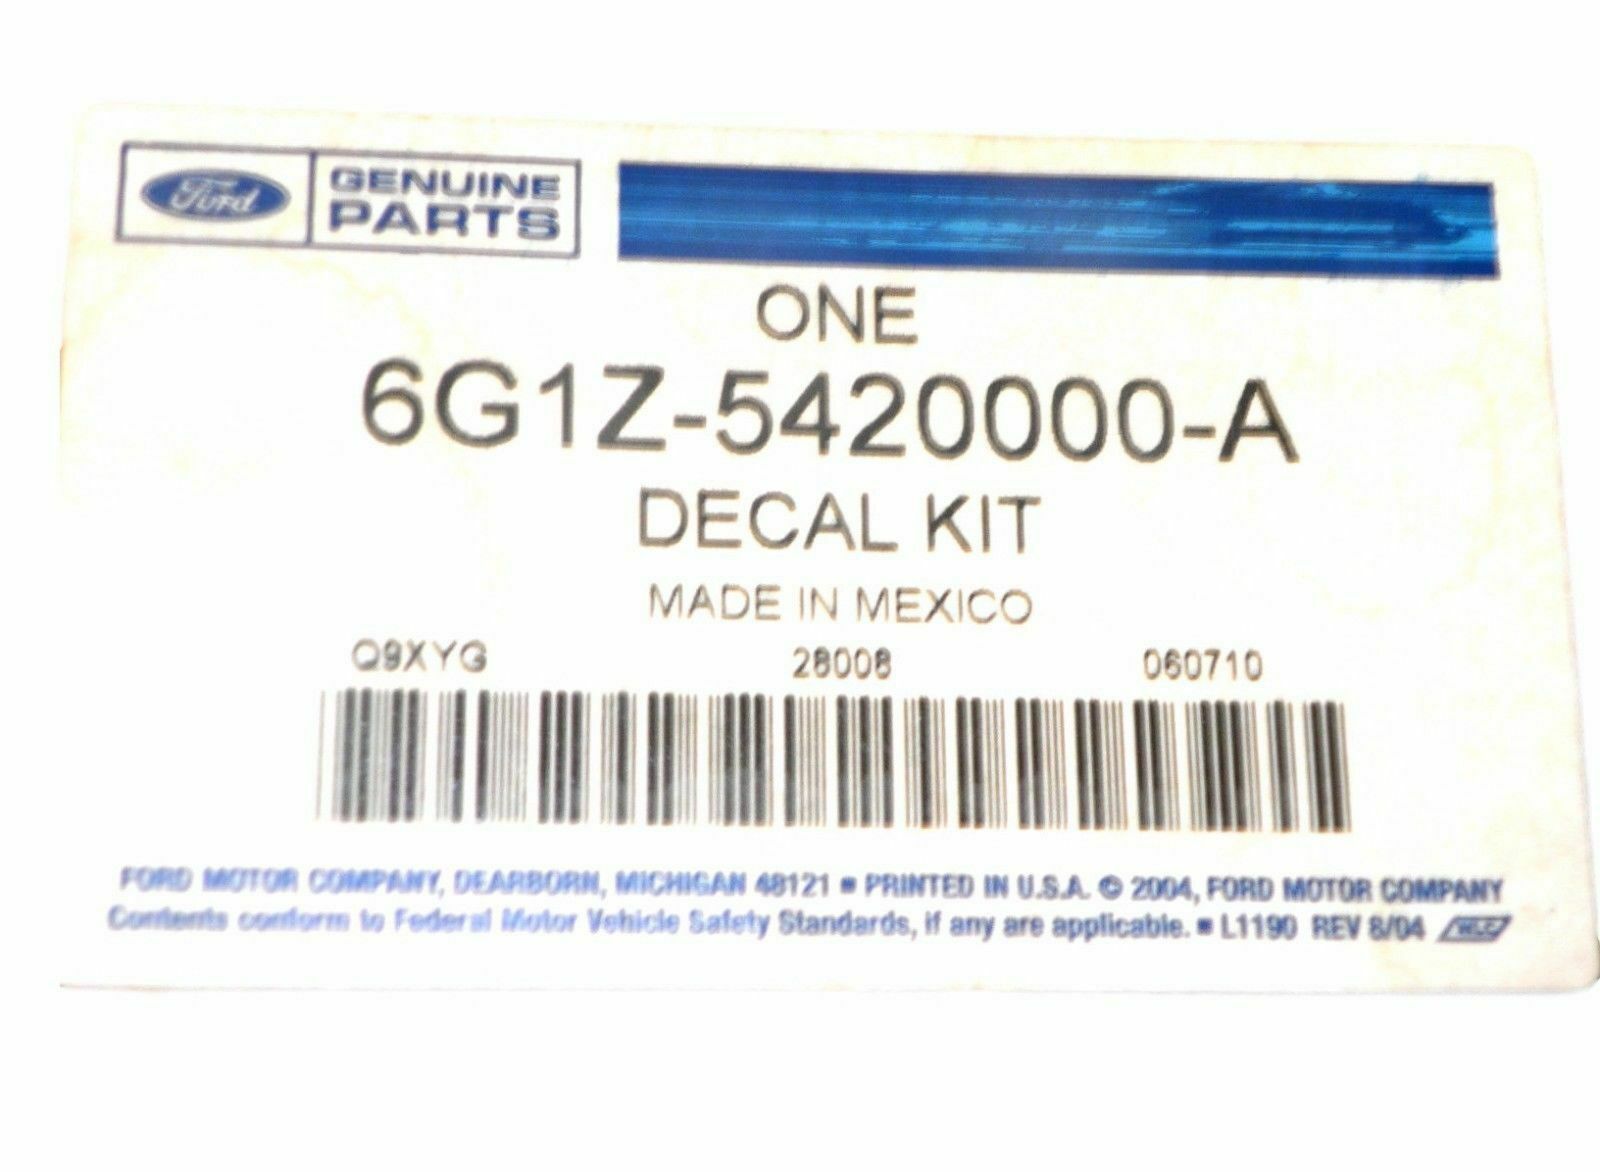 Ford GENUINE
PARTS
ONE
6G1Z-5420000-A
DECAL KIT
MADE IN MEXICO
Q9XYG 28008 060710
FORD MOTOR COMPANY, DEARBORN, MICHIGAN 48121 ■ PRINTED IN U.S.A. © 2004, FORD MOTOR COMPANY
Contents conform to Federal Motor Vehicle Safety Standards, if any are applicable. ■ L1190 REV 8/04